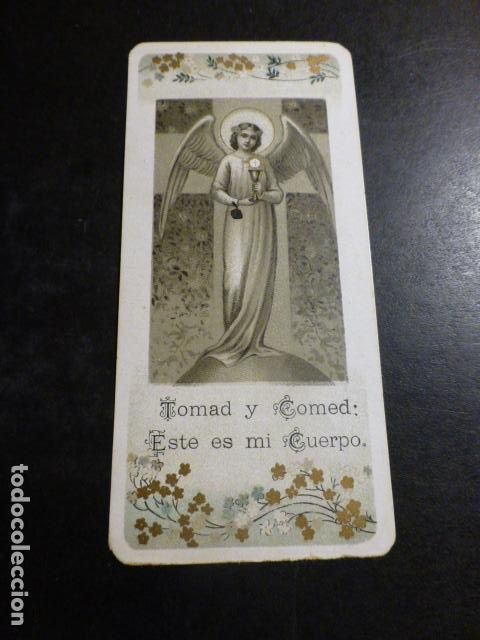 Tomad y Comed:
Este es mi Cuerpo.
todocoleccion